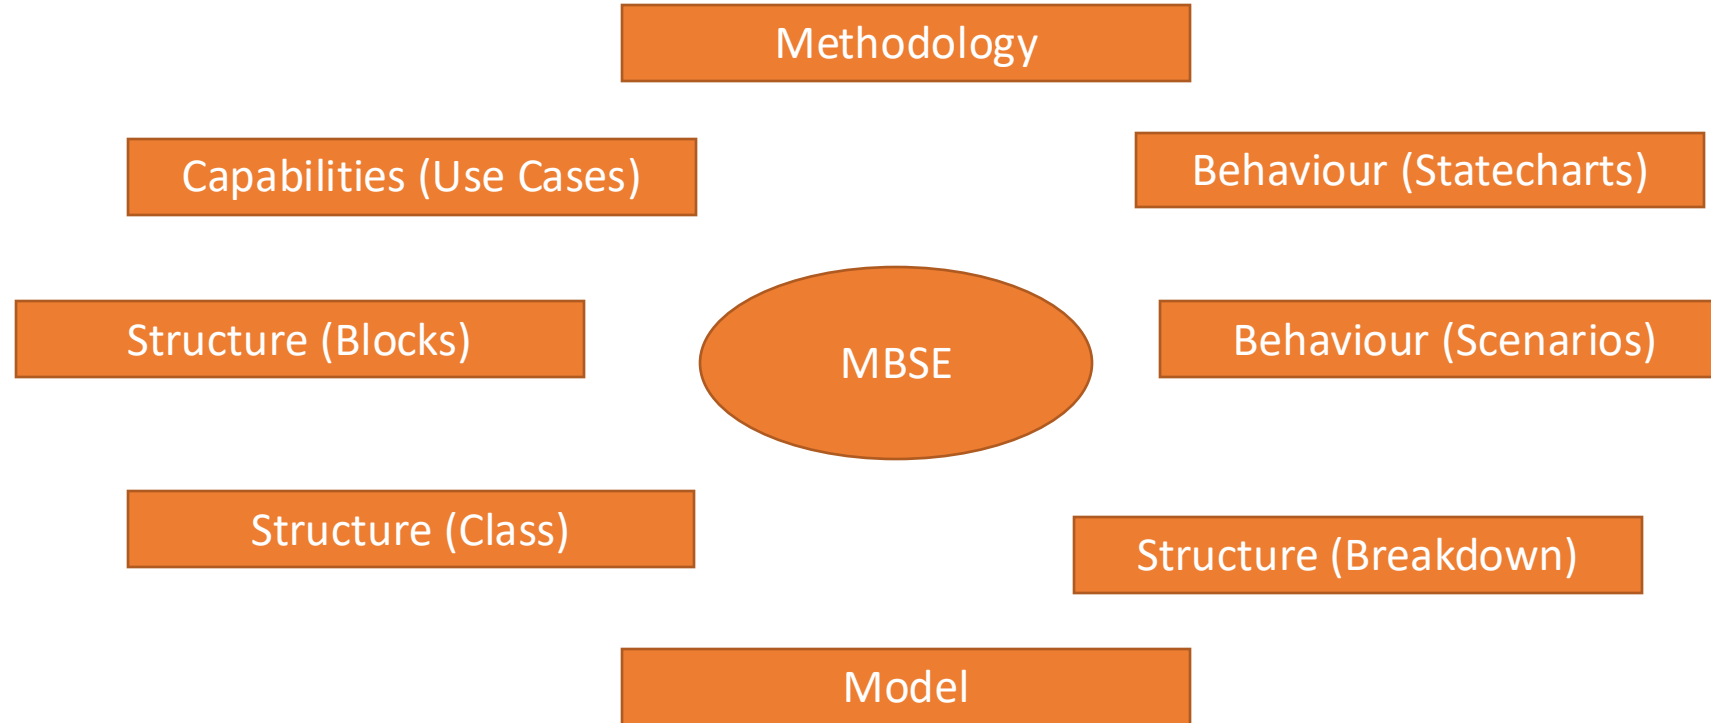 Methodology
Capabilities (Use Cases)
Behaviour (Statecharts)
Structure (Blocks)
MBSE
Behaviour (Scenarios)
Structure (Class)
Structure (Breakdown)
Model